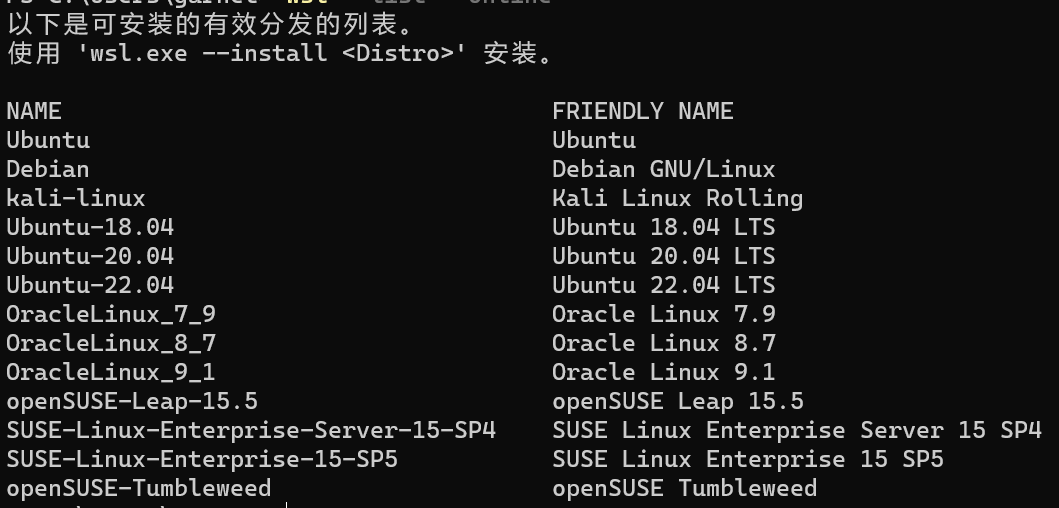 以下是可安装的有效分发的列表。
使用 'wsl.exe --install <Distro>' 安装。
NAME FRIENDLY NAME
Ubuntu Ubuntu
Debian Debian GNU/Linux
kali-linux Kali Linux Rolling
Ubuntu-18.04 Ubuntu 18.04 LTS
Ubuntu-20.04 Ubuntu 20.04 LTS
Ubuntu-22.04 Ubuntu 22.04 LTS
OracleLinux_7_9 Oracle Linux 7.9
OracleLinux_8_7 Oracle Linux 8.7
OracleLinux_9_1 Oracle Linux 9.1
openSUSE-Leap-15.5 openSUSE Leap 15.5
SUSE-Linux-Enterprise-Server-15-SP4 SUSE Linux Enterprise Server 15 SP4
SUSE-Linux-Enterprise-15-SP5 SUSE Linux Enterprise 15 SP5
openSUSE-Tumbleweed openSUSE Tumbleweed